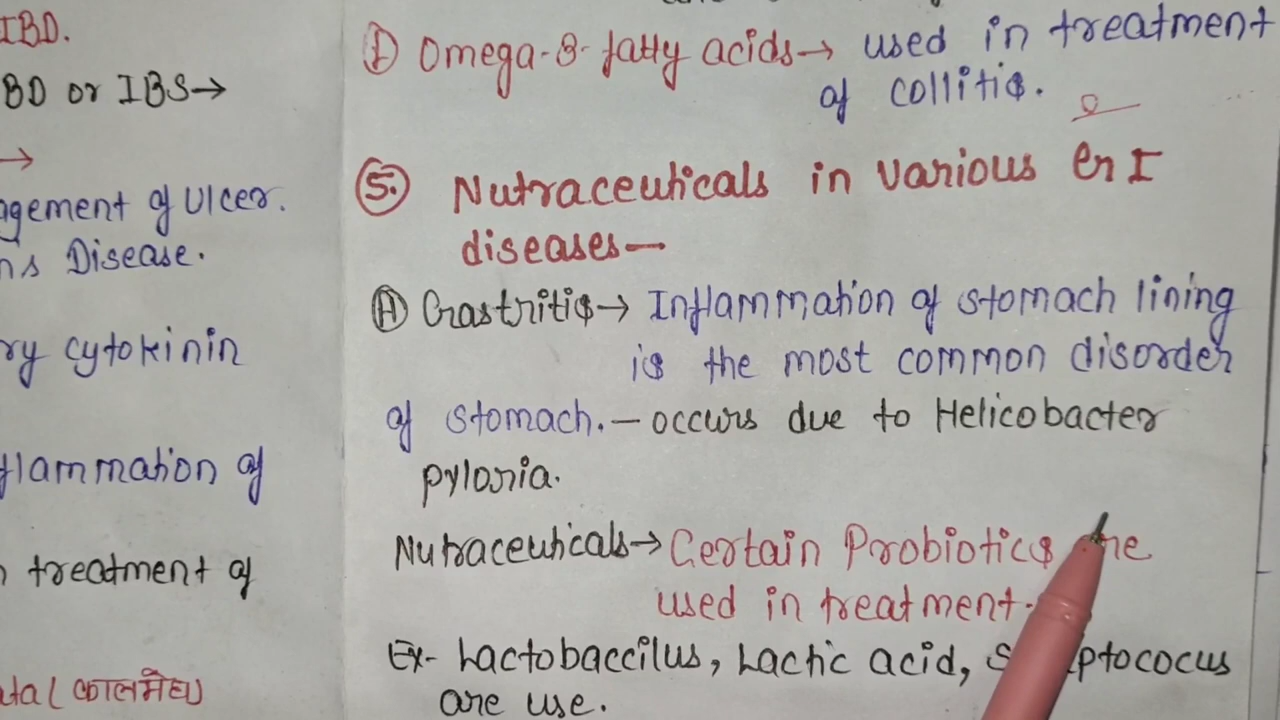 IBD.
BD or IBS→
→
agement of Ulcer.
ns Disease.
ry cytokinin
flammation of
treatment of
ata (कालमेघ)
I Omega-3-fatty acids→ used in treatment
of collitis.
5. Nutraceuticals in various GI
diseases—
A Grastritis→ Inflammation of stomach lining
is the most common disorder
of stomach. — occurs due to Helicobacter
pyloria.
Nutraceuticals→ Certain Probiotics
used in treatment.
Ex- Lactobaccilus, Lactic acid, S ptococus
are use.